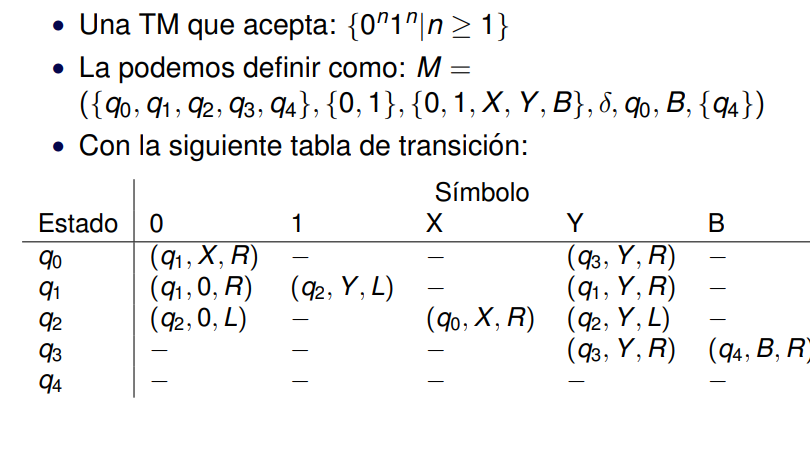 • Una TM que acepta: {0ⁿ1ⁿ|n ≥ 1}
• La podemos definir como: M =
({q₀, q₁, q₂, q₃, q₄}, {0, 1}, {0, 1, X, Y, B}, δ, q₀, B, {q₄})
• Con la siguiente tabla de transición:
Símbolo
Estado 0 1 X Y B
q₀ (q₁, X, R) − − (q₃, Y, R) −
q₁ (q₁, 0, R) (q₂, Y, L) − (q₁, Y, R) −
q₂ (q₂, 0, L) − (q₀, X, R) (q₂, Y, L) −
q₃ − − − (q₃, Y, R) (q₄, B, R)
q₄ − − − − −